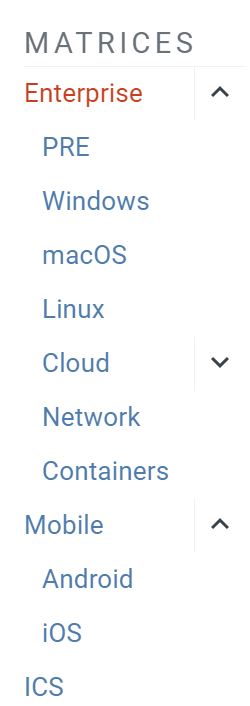 MATRICES
Enterprise
PRE
Windows
macOS
Linux
Cloud
Network
Containers
Mobile
Android
iOS
ICS